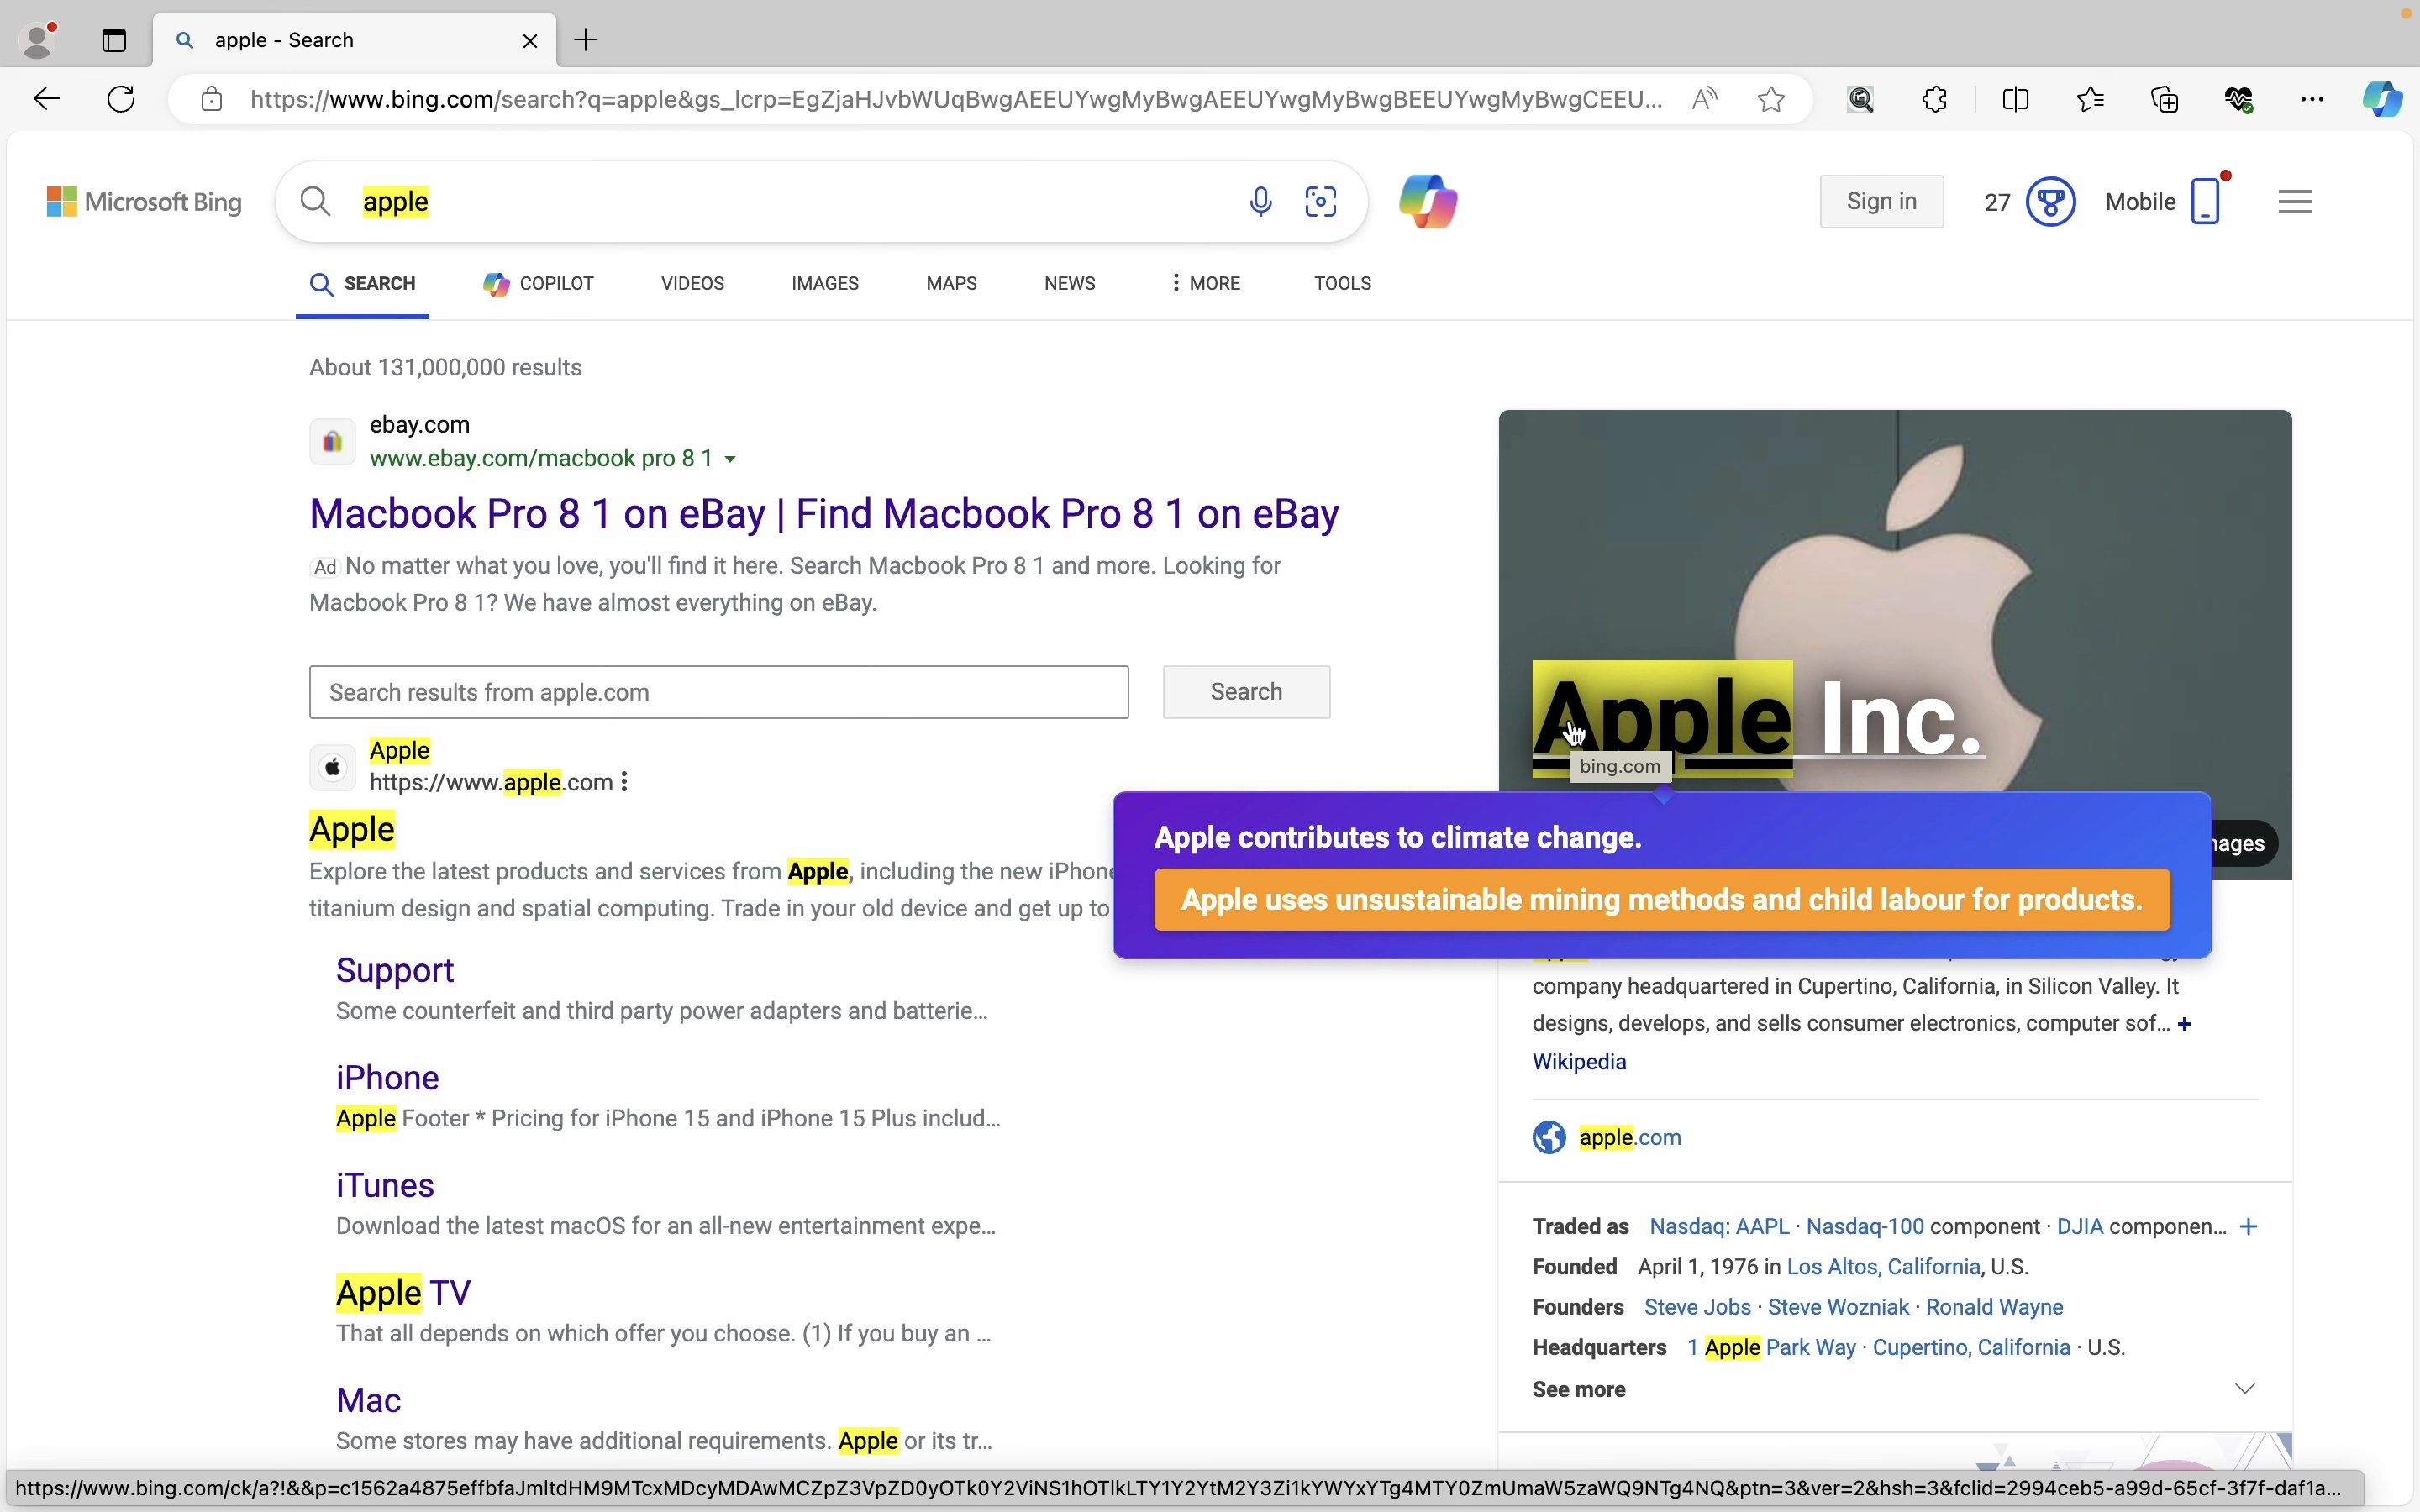 apple - Search
https://www.bing.com/search?q=apple&gs_lcrp=EgZjaHJvbWUqBwgAEEUYwgMyBwgAEEUYwgMyBwgBEEUYwgMyBwgCEEU...
Microsoft Bing
apple
Sign in
27
Mobile
SEARCH
COPILOT
VIDEOS
IMAGES
MAPS
NEWS
MORE
TOOLS
About 131,000,000 results
ebay.com
www.ebay.com/macbook pro 8 1
Macbook Pro 8 1 on eBay | Find Macbook Pro 8 1 on eBay
Ad No matter what you love, you'll find it here. Search Macbook Pro 8 1 and more. Looking for
Macbook Pro 8 1? We have almost everything on eBay.
Search results from apple.com
Search
Apple
https://www.apple.com
Apple
Explore the latest products and services from Apple, including the new iPhone
titanium design and spatial computing. Trade in your old device and get up to
Support
Some counterfeit and third party power adapters and batterie...
iPhone
Apple Footer * Pricing for iPhone 15 and iPhone 15 Plus includ...
iTunes
Download the latest macOS for an all-new entertainment expe...
Apple TV
That all depends on which offer you choose. (1) If you buy an ...
Mac
Some stores may have additional requirements. Apple or its tr...
Apple Inc.
bing.com
Apple contributes to climate change.
Apple uses unsustainable mining methods and child labour for products.
company headquartered in Cupertino, California, in Silicon Valley. It
designs, develops, and sells consumer electronics, computer sof... +
Wikipedia
apple.com
Traded as Nasdaq: AAPL · Nasdaq-100 component · DJIA componen... +
Founded April 1, 1976 in Los Altos, California, U.S.
Founders Steve Jobs · Steve Wozniak · Ronald Wayne
Headquarters 1 Apple Park Way · Cupertino, California · U.S.
See more
https://www.bing.com/ck/a?!&&p=c1562a4875effbfaJmltdHM9MTcxMDcyMDAwMCZpZ3VpZD0yOTk0Y2ViNS1hOTlkLTY1Y2YtM2Y3Zi1kYWYxYTg4MTY0ZmUmaW5zaWQ9NTg4NQ&ptn=3&ver=2&hsh=3&fclid=2994ceb5-a99d-65cf-3f7f-daf1a...